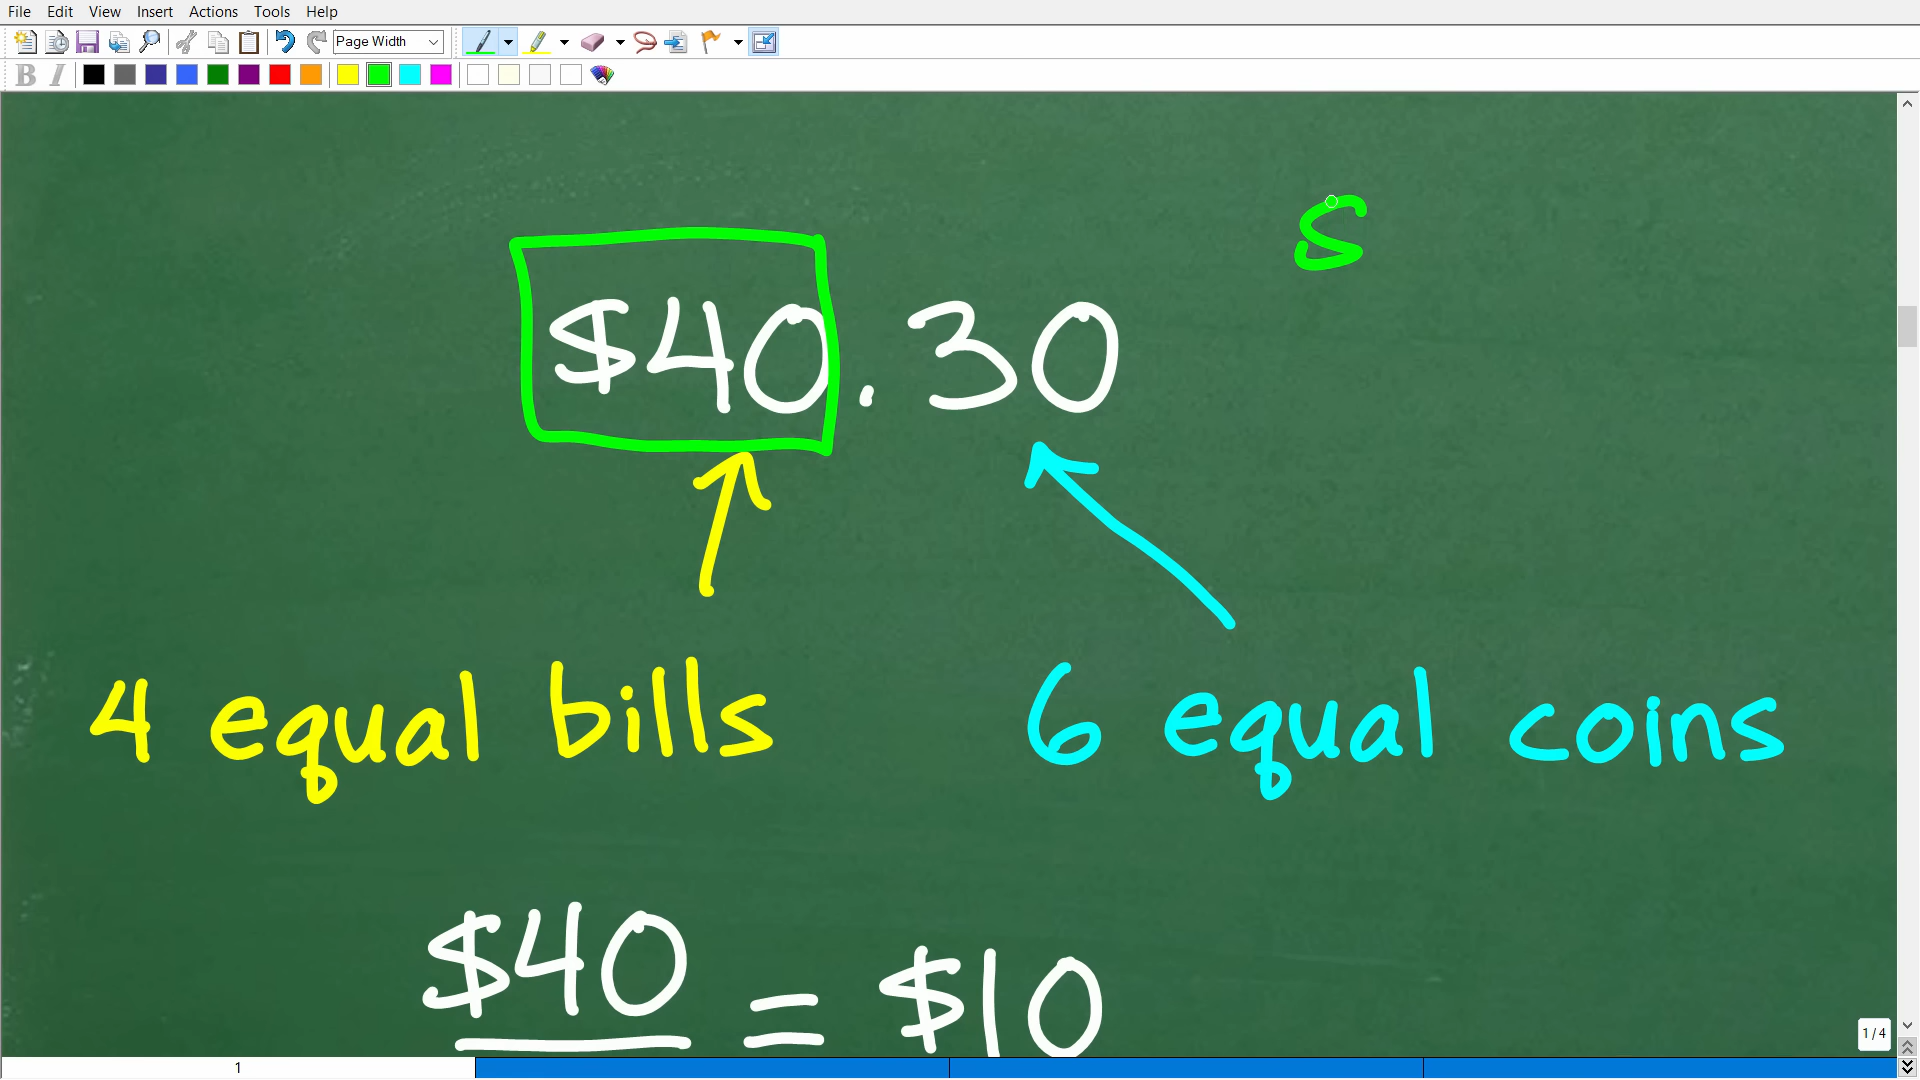 File Edit View Insert Actions Tools Help
Page Width
B I
S
$40.30
4 equal bills 6 equal coins
$40 = $10
1/4
1